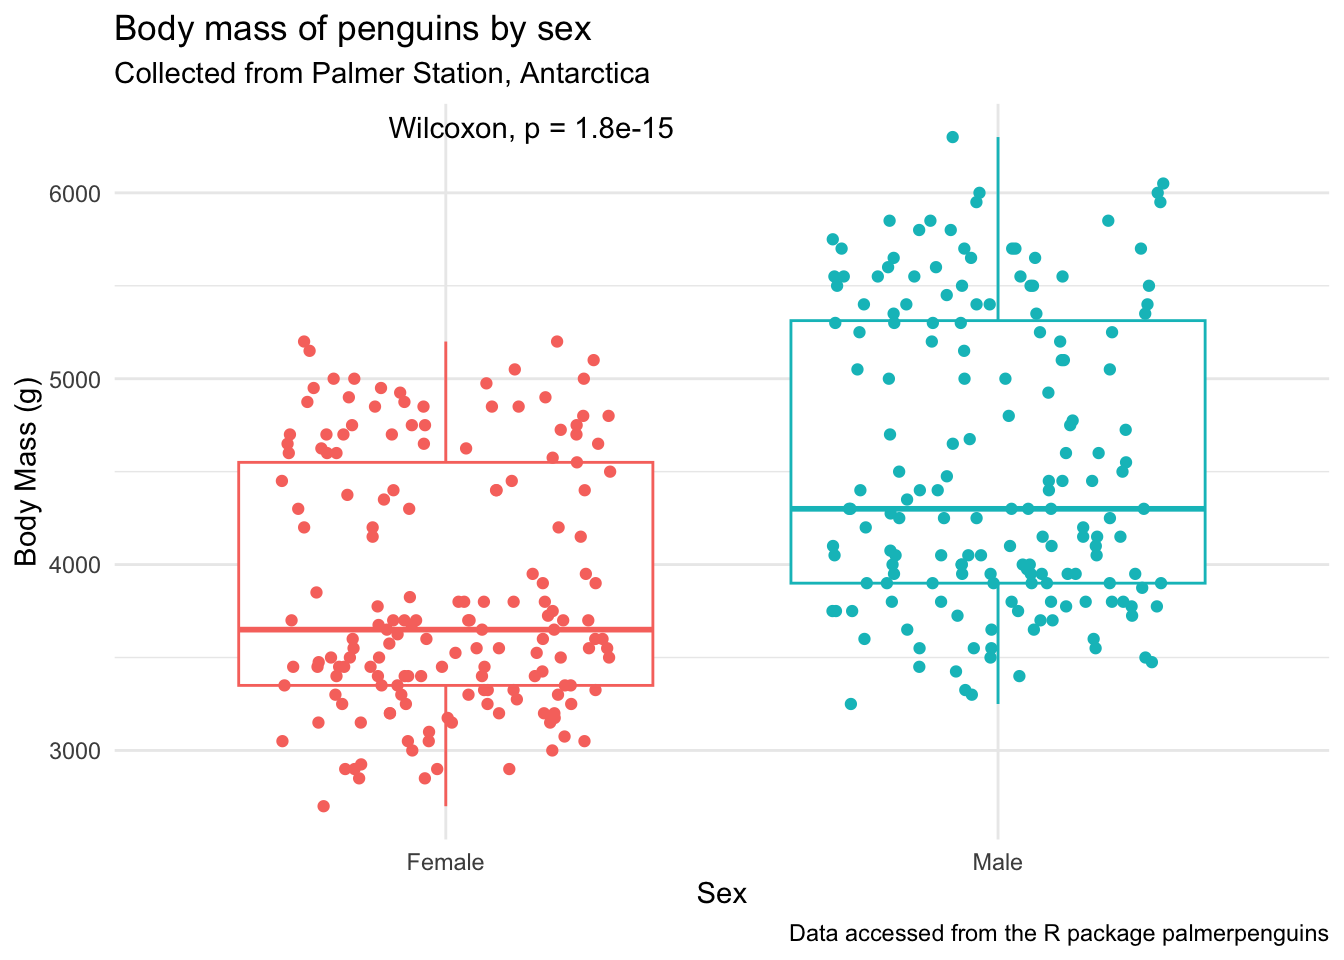 Body mass of penguins by sex
Collected from Palmer Station, Antarctica
Wilcoxon, p = 1.8e-15
6000
5000
4000
3000
Body Mass (g)
Female
Male
Sex
Data accessed from the R package palmerpenguins